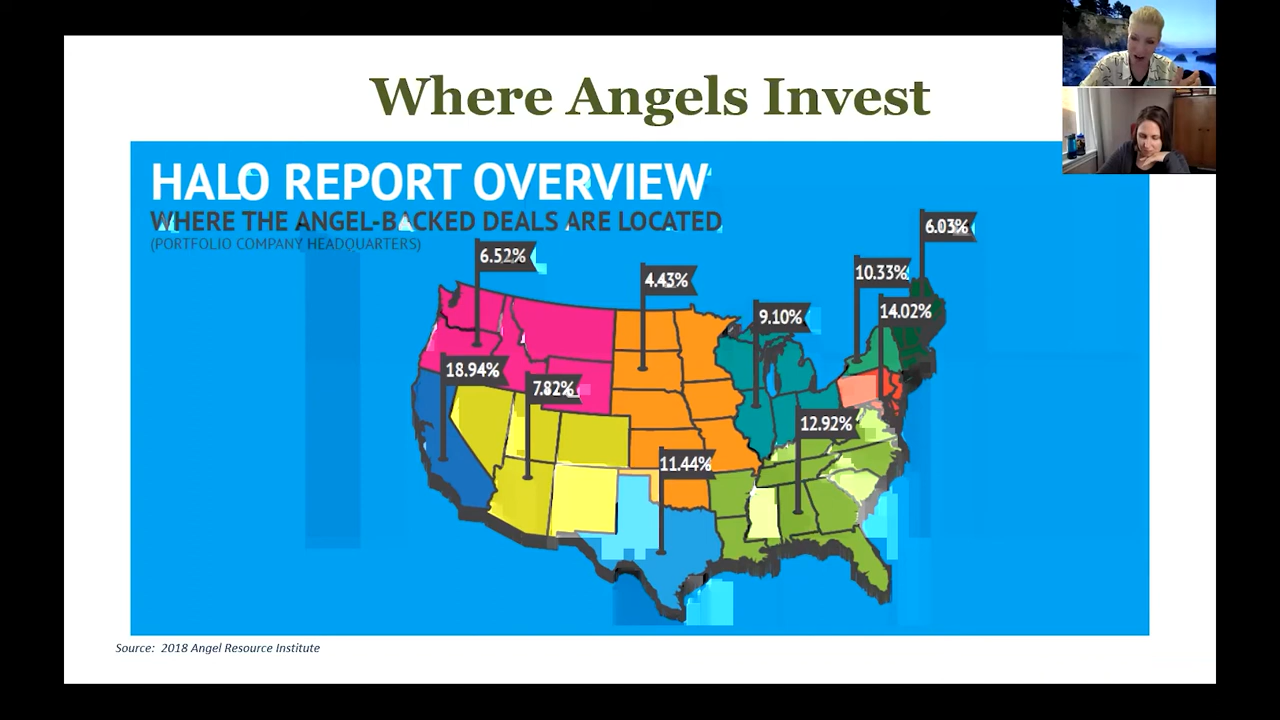 Where Angels Invest
HALO REPORT OVERVIEW
WHERE THE ANGEL-BACKED DEALS ARE LOCATED
(PORTFOLIO COMPANY HEADQUARTERS)
6.03%
6.52%
4.43%
10.33%
9.10%
14.02%
18.94%
7.82%
12.92%
11.44%
Source: 2018 Angel Resource Institute